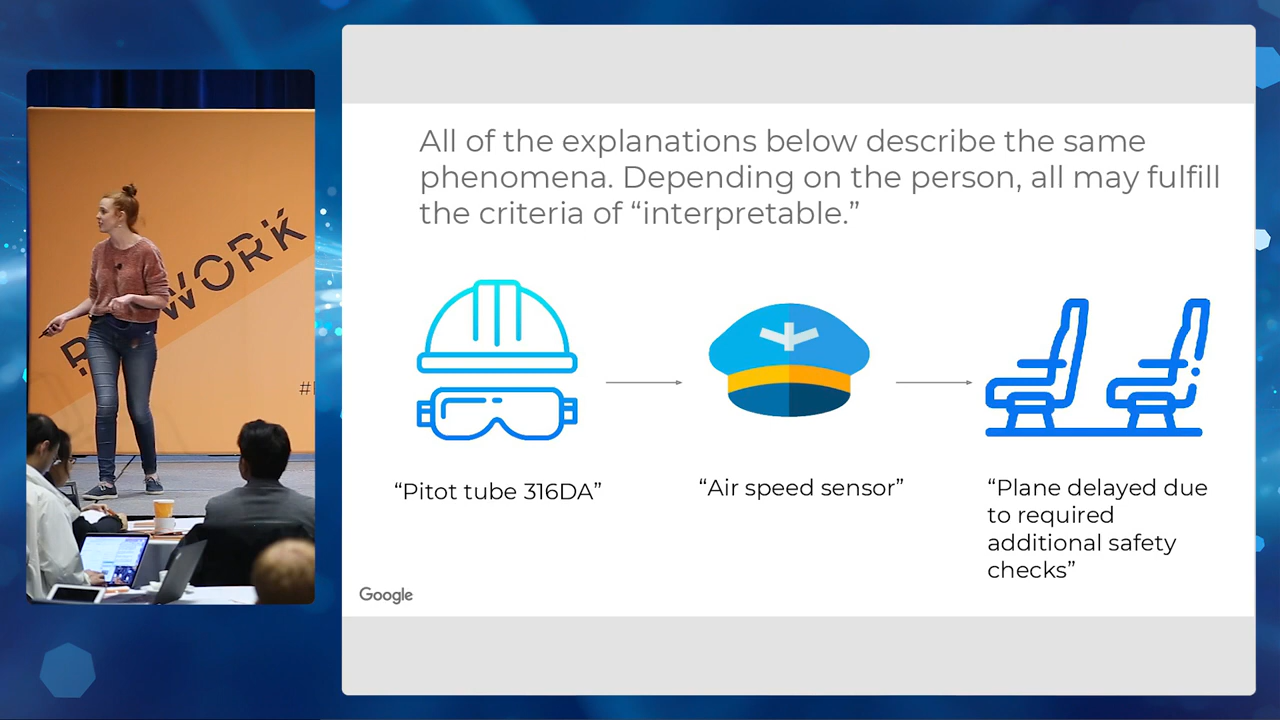 All of the explanations below describe the same
phenomena. Depending on the person, all may fulfill
the criteria of “interpretable.”
“Pitot tube 316DA”
“Air speed sensor”
“Plane delayed due
to required
additional safety
checks”
Google
WORK
#